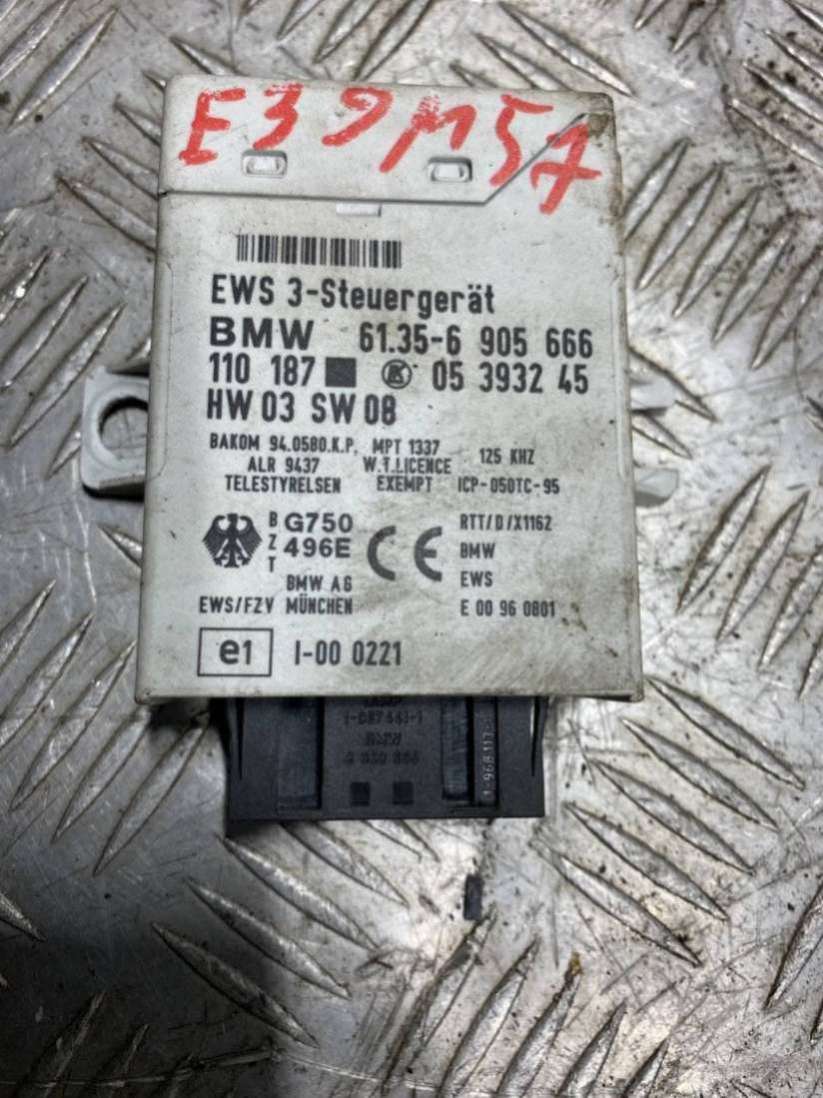 E39M57
EWS 3-Steuergerät
BMW 61.35-6 905 666
110 187 05 3932 45
HW 03 SW 08
BAKOM 94.0580.K.P. MPT 1337 125 KHZ
ALR 9437 W.T.LICENCE
TELESTYRELSEN EXEMPT ICP-050TC-95
BZT G750 496E CE RTT/D/X1162
BMW
BMW AG EWS
EWS/FZV MÜNCHEN E 00 96 0801
e1 I-00 0221